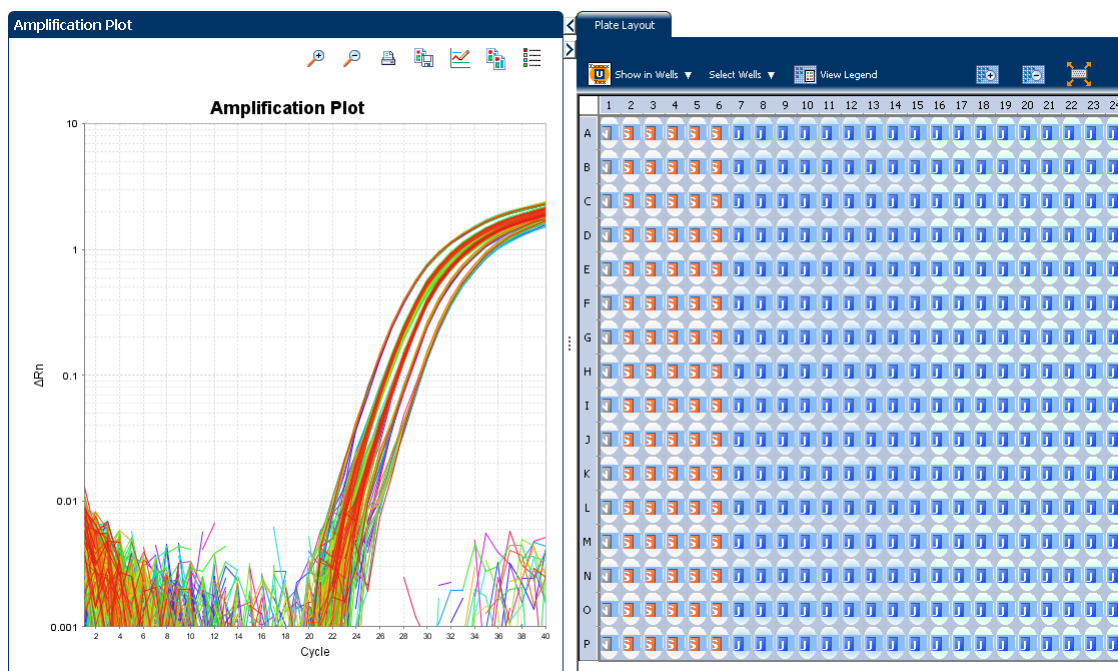 Amplification Plot
Amplification Plot
10
1
0.1
0.01
0.001
ΔRn
2 4 6 8 10 12 14 16 18 20 22 24 26 28 30 32 34 36 38 40
Cycle
Plate Layout
U Show in Wells ▼ Select Wells ▼ View Legend
1 2 3 4 5 6 7 8 9 10 11 12 13 14 15 16 17 18 19 20 21 22 23 24
A S S S S S
B S S S S S
C S S S S S
D S S S S S
E S S S S S
F S S S S S
G S S S S S
H S S S S S
I S S S S S
J S S S S S
K S S S S S
L S S S S S
M S S S S S
N S S S S S
O S S S S S
P S S S S S